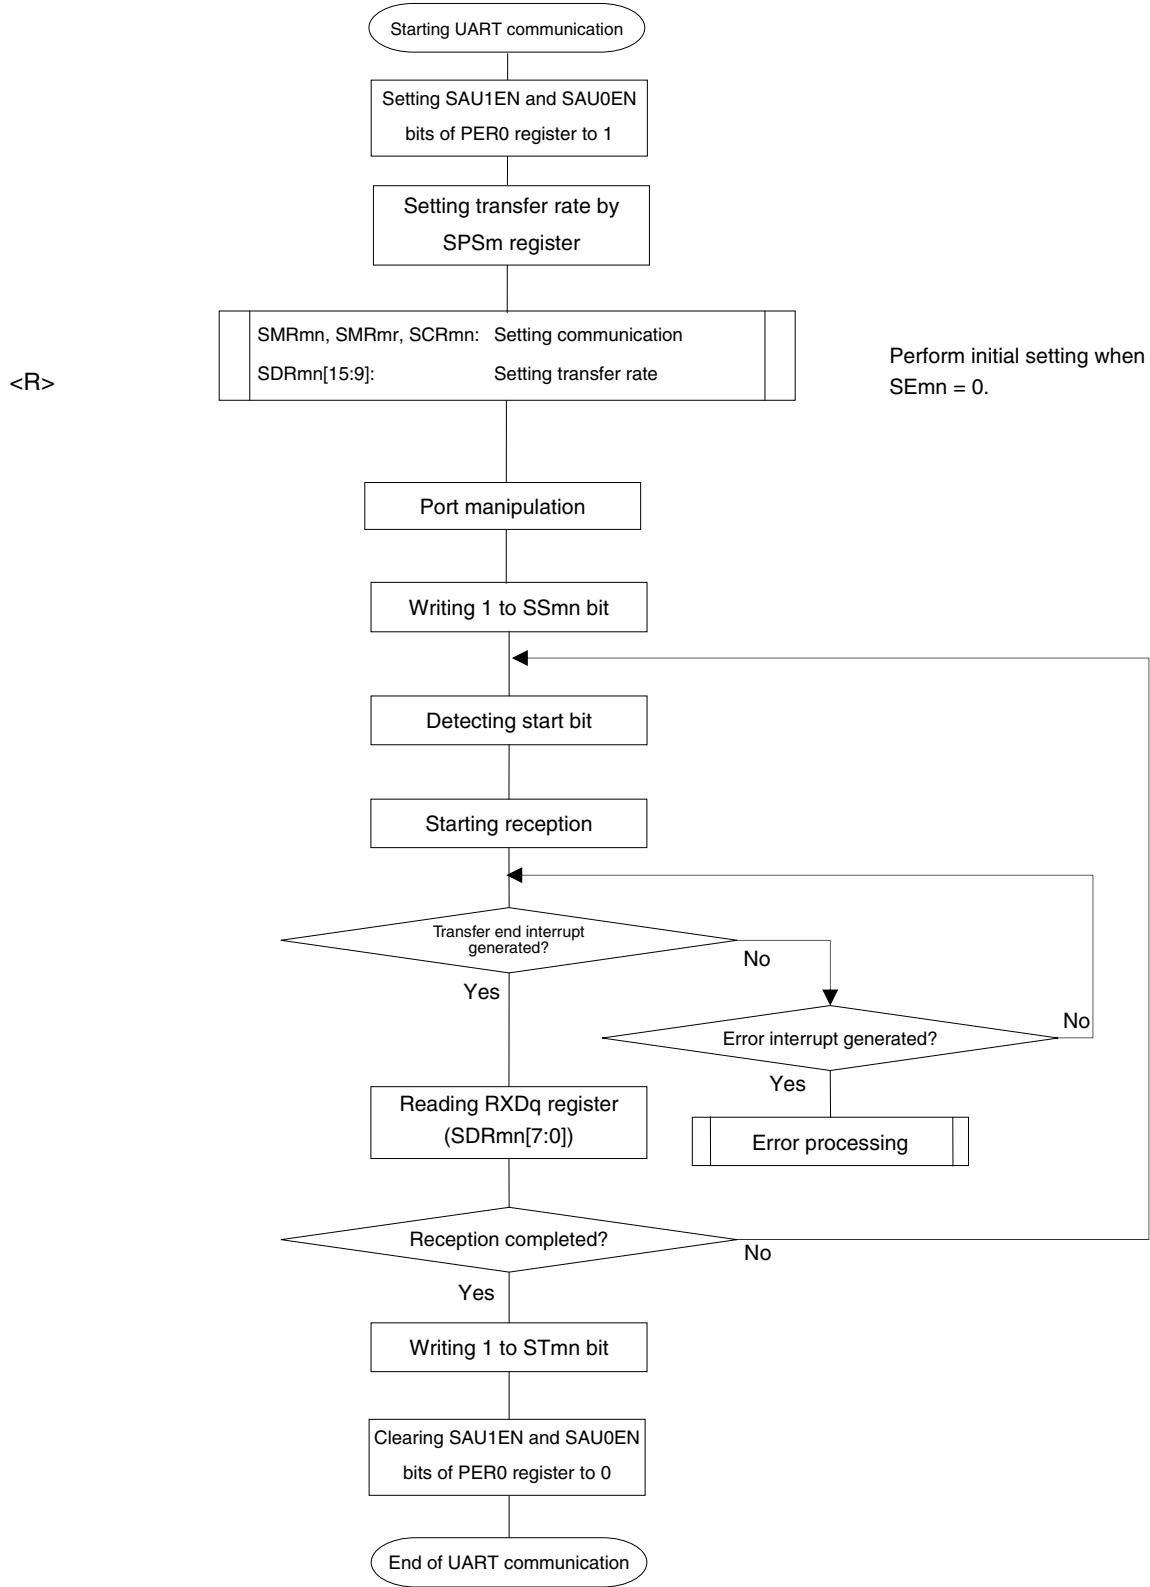 Starting UART communication
Setting SAU1EN and SAU0EN
bits of PER0 register to 1
Setting transfer rate by
SPSm register
SMRmn, SMRmr, SCRmn: Setting communication
SDRmn[15:9]: Setting transfer rate
<R>
Perform initial setting when
SEmn = 0.
Port manipulation
Writing 1 to SSmn bit
Detecting start bit
Starting reception
Transfer end interrupt
generated?
No
Yes
Error interrupt generated?
No
Yes
Error processing
Reading RXDq register
(SDRmn[7:0])
Reception completed?
No
Yes
Writing 1 to STmn bit
Clearing SAU1EN and SAU0EN
bits of PER0 register to 0
End of UART communication